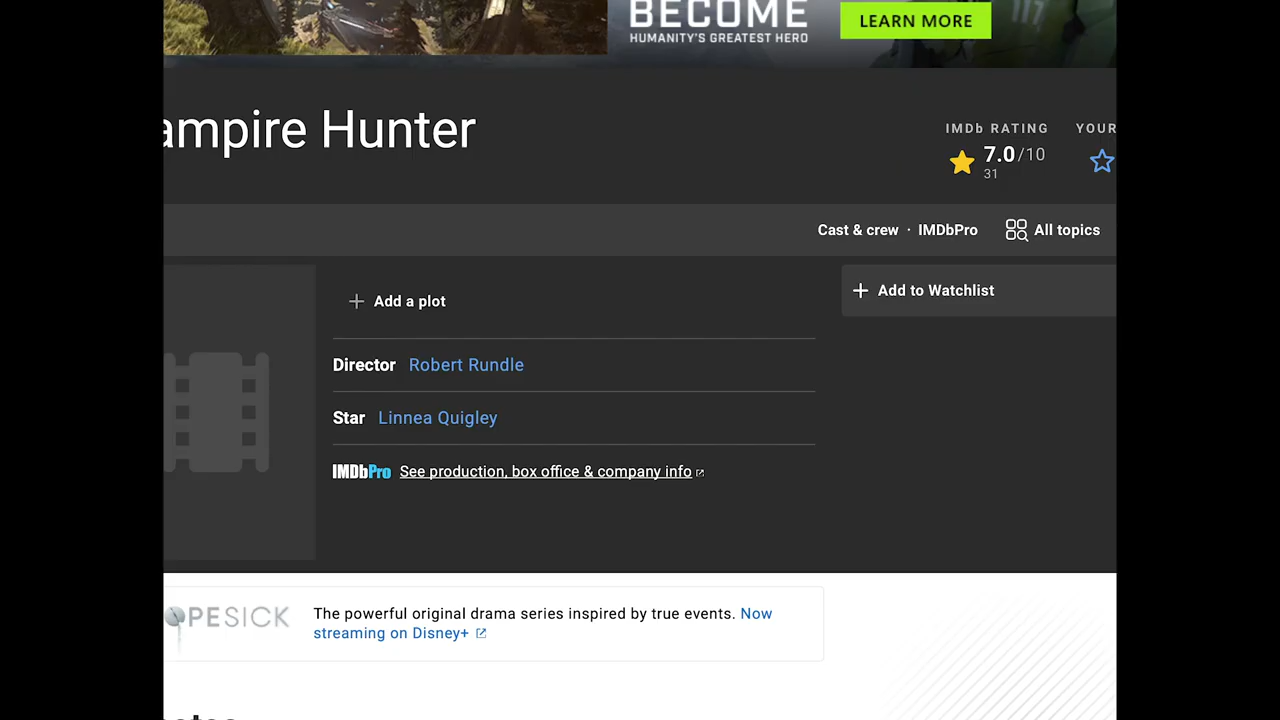 BECOME
HUMANITY'S GREATEST HERO
LEARN MORE
117
ampire Hunter
IMDb RATING
YOUR
7.0/10
31
Cast & crew · IMDbPro
All topics
Add a plot
Add to Watchlist
Director Robert Rundle
Star Linnea Quigley
IMDbPro See production, box office & company info
PESICK
The powerful original drama series inspired by true events. Now
streaming on Disney+